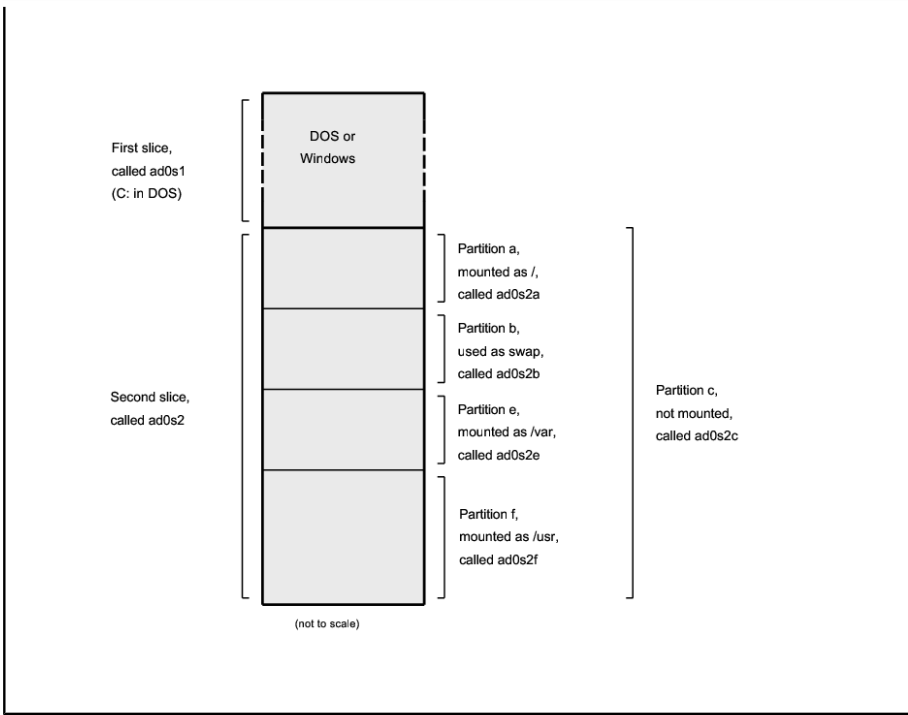 DOS or
Windows
First slice,
called ad0s1
(C: in DOS)
Partition a,
mounted as /,
called ad0s2a
Partition b,
used as swap,
called ad0s2b
Second slice,
called ad0s2
Partition e,
mounted as /var,
called ad0s2e
Partition c,
not mounted,
called ad0s2c
Partition f,
mounted as /usr,
called ad0s2f
(not to scale)